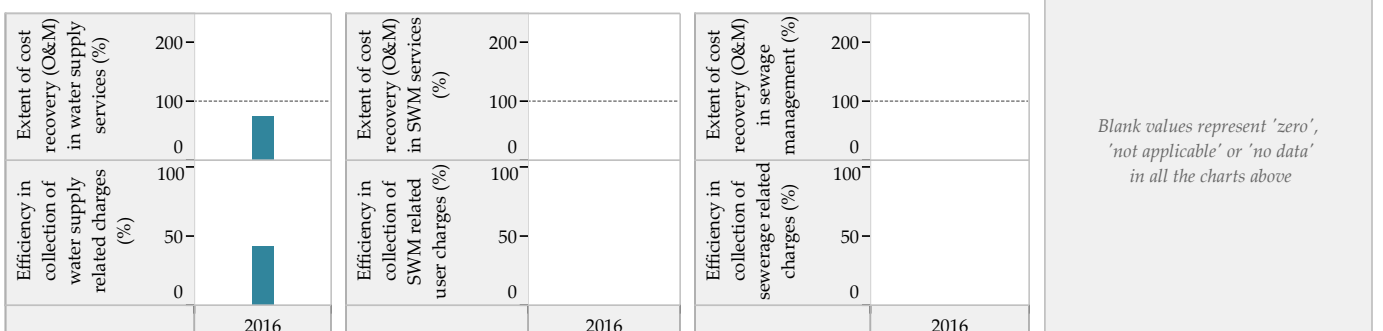 Extent of cost
recovery (O&M)
in water supply
services (%)
200
100
0
Efficiency in
collection of
water supply
related charges
(%)
100
50
0
2016
Extent of cost
recovery (O&M)
in SWM services
(%)
200
100
0
Efficiency in
collection of
SWM related
user charges (%)
100
50
0
2016
Extent of cost
recovery (O&M)
in sewage
management (%)
200
100
0
Efficiency in
collection of
sewerage related
charges (%)
100
50
0
2016
Blank values represent 'zero',
'not applicable' or 'no data'
in all the charts above